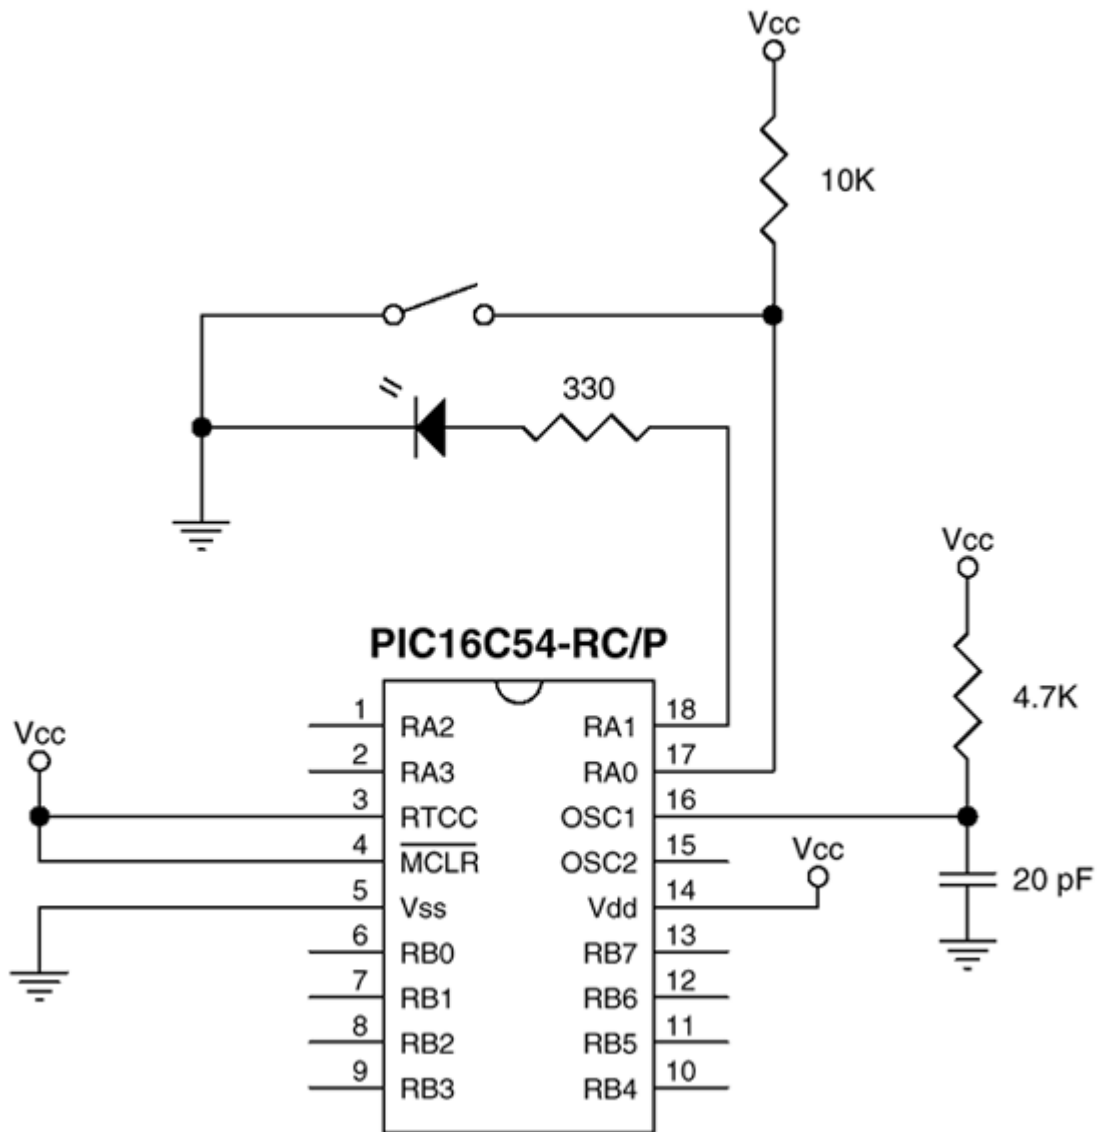 Vcc
10K
330
Vcc
4.7K
PIC16C54-RC/P
1 RA2 RA1 18
Vcc
2 RA3 RA0 17
3 RTCC OSC1 16
4 MCLR OSC2 15
Vcc
20 pF
5 Vss Vdd 14
6 RB0 RB7 13
7 RB1 RB6 12
8 RB2 RB5 11
9 RB3 RB4 10